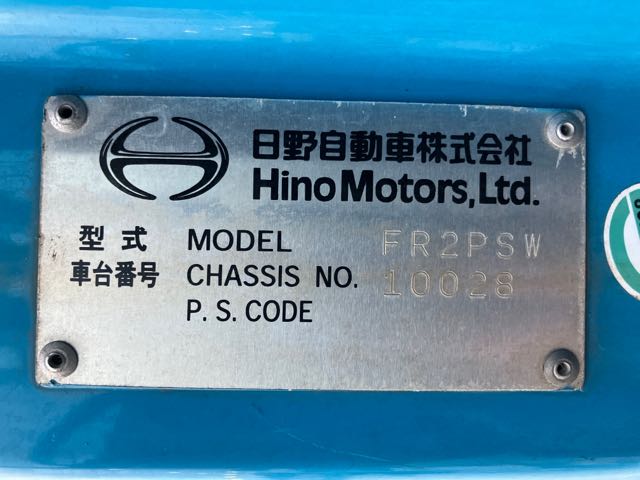 日野自動車株式会社
Hino Motors, Ltd.
型式 MODEL FR2PSW
車台番号 CHASSIS NO. 10028
P. S. CODE